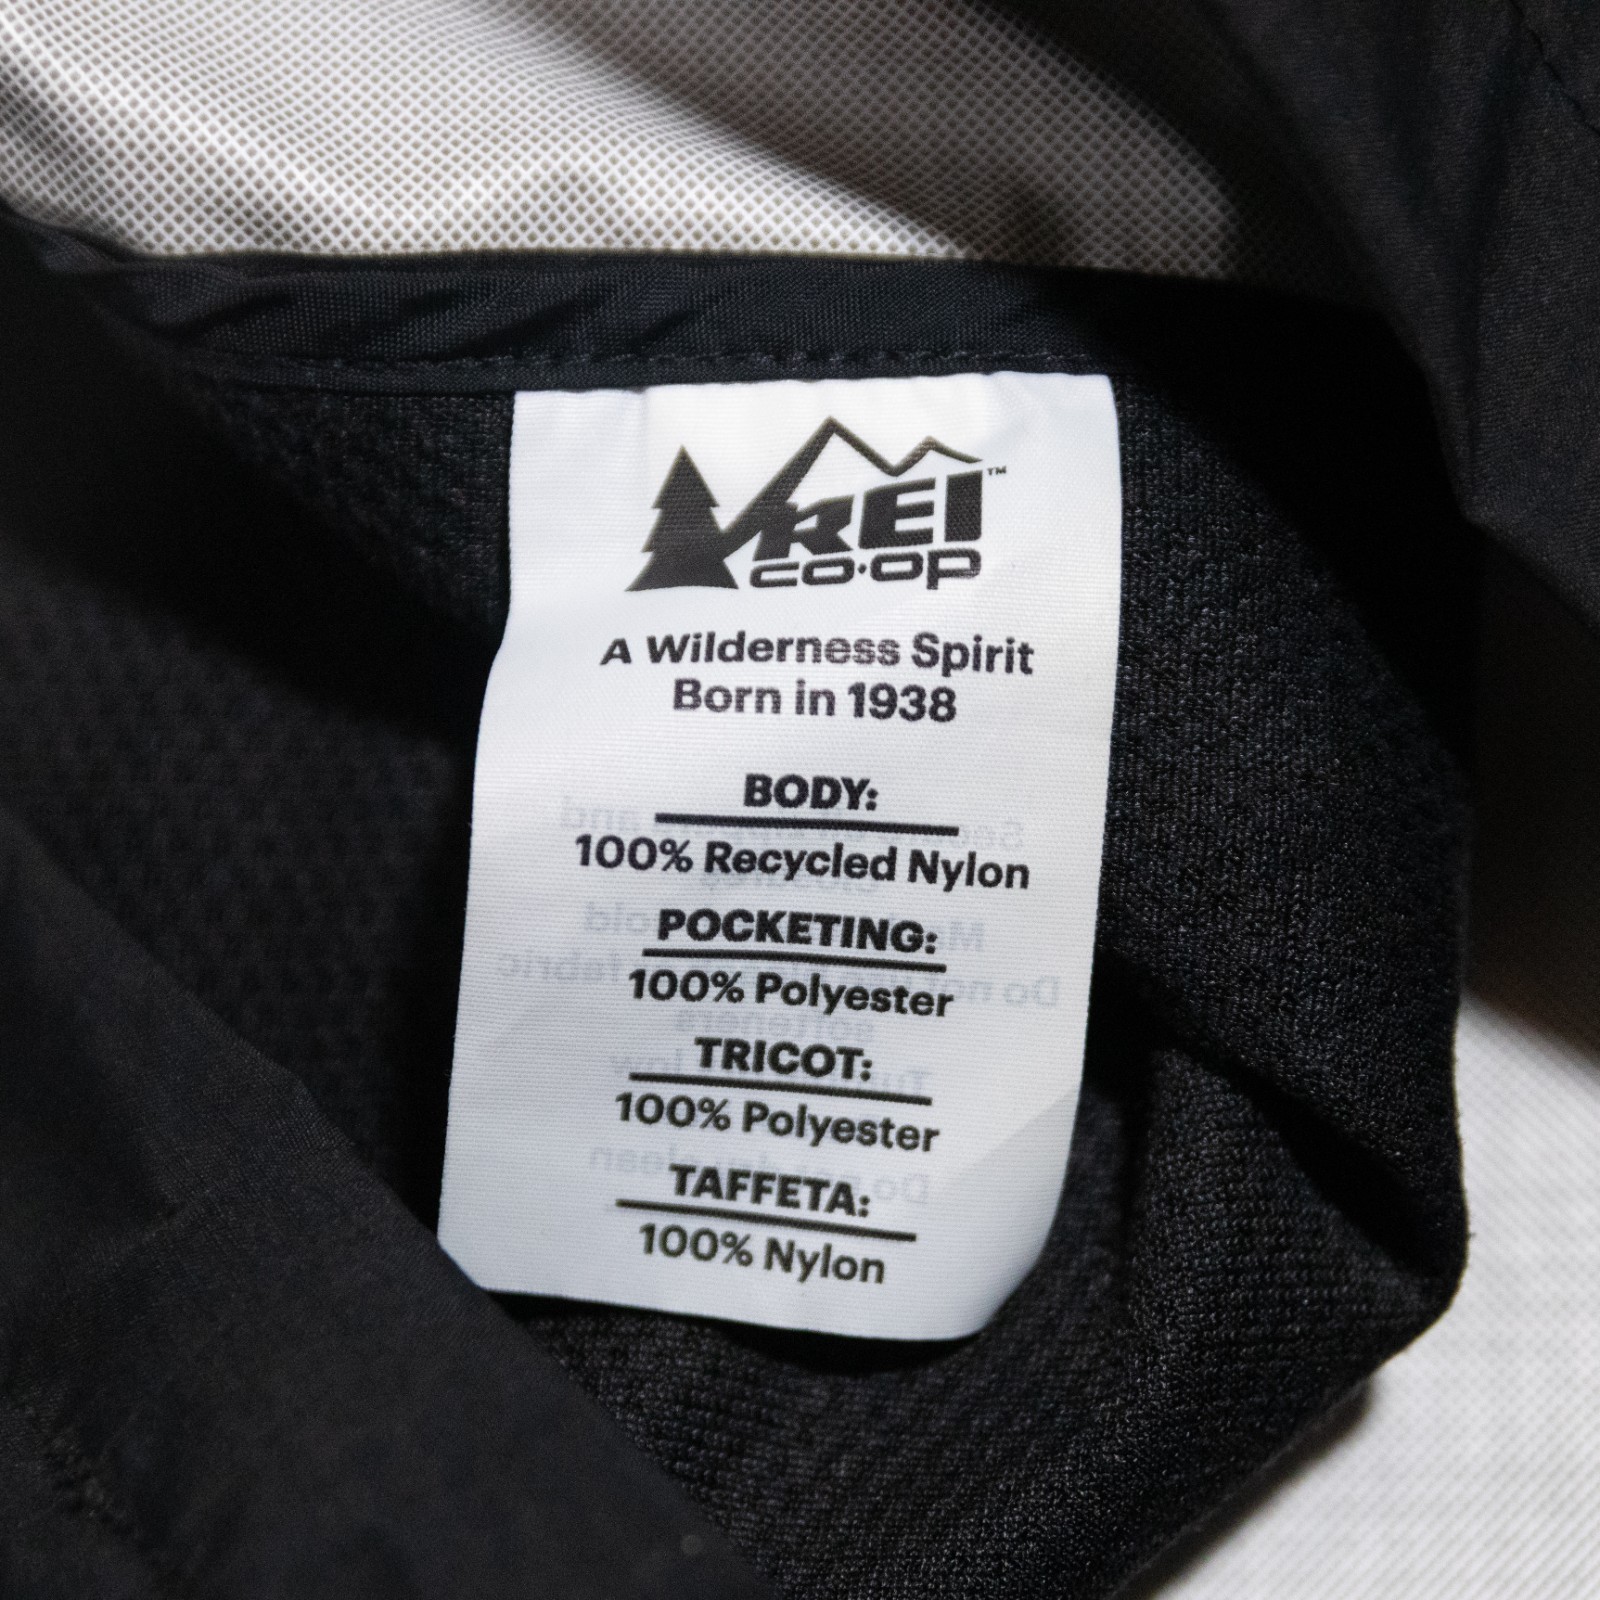 REI™
co·op
A Wilderness Spirit
Born in 1938
BODY:
100% Recycled Nylon
POCKETING:
100% Polyester
TRICOT:
100% Polyester
TAFFETA:
100% Nylon